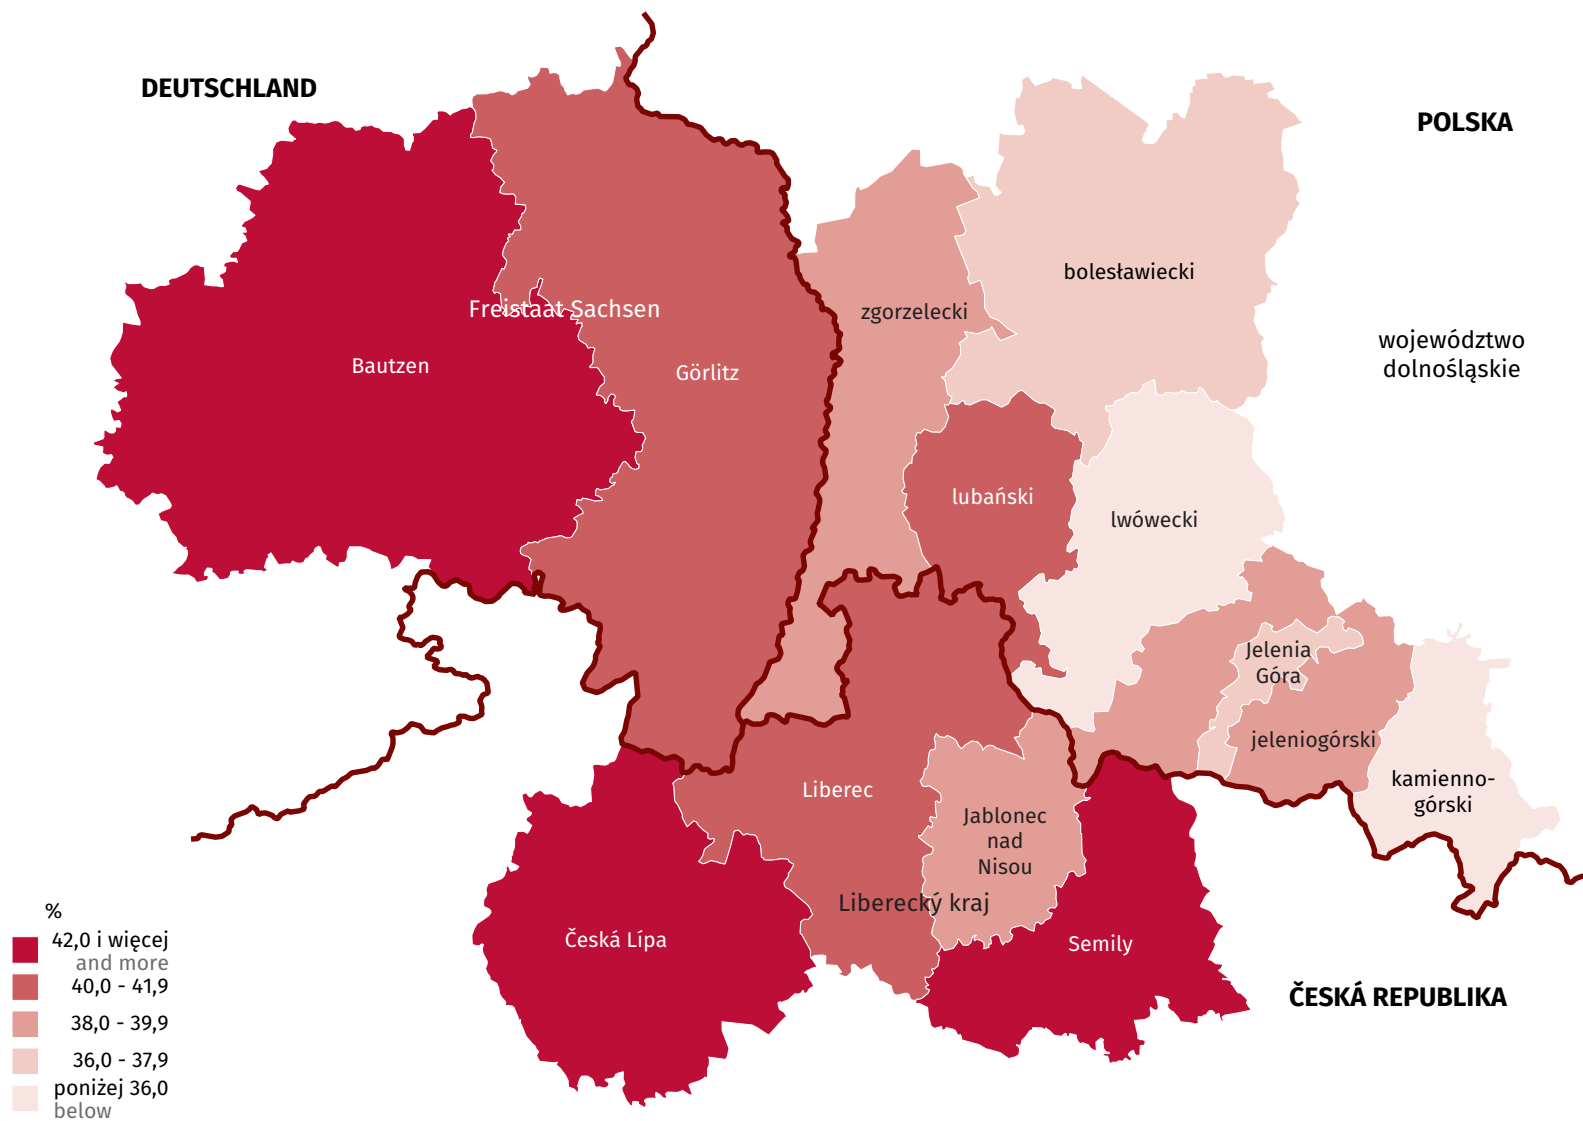 DEUTSCHLAND
POLSKA
bolesławiecki
Freistaat Sachsen
zgorzelecki
województwo
dolnośląskie
Bautzen
Görlitz
lubański
lwówecki
Jelenia
Góra
jeleniogórski
kamienno-
górski
Liberec
Jablonec
nad
Nisou
Liberecký kraj
Česká Lípa
Semily
ČESKÁ REPUBLIKA
%
42,0 i więcej
and more
40,0 - 41,9
38,0 - 39,9
36,0 - 37,9
poniżej 36,0
below